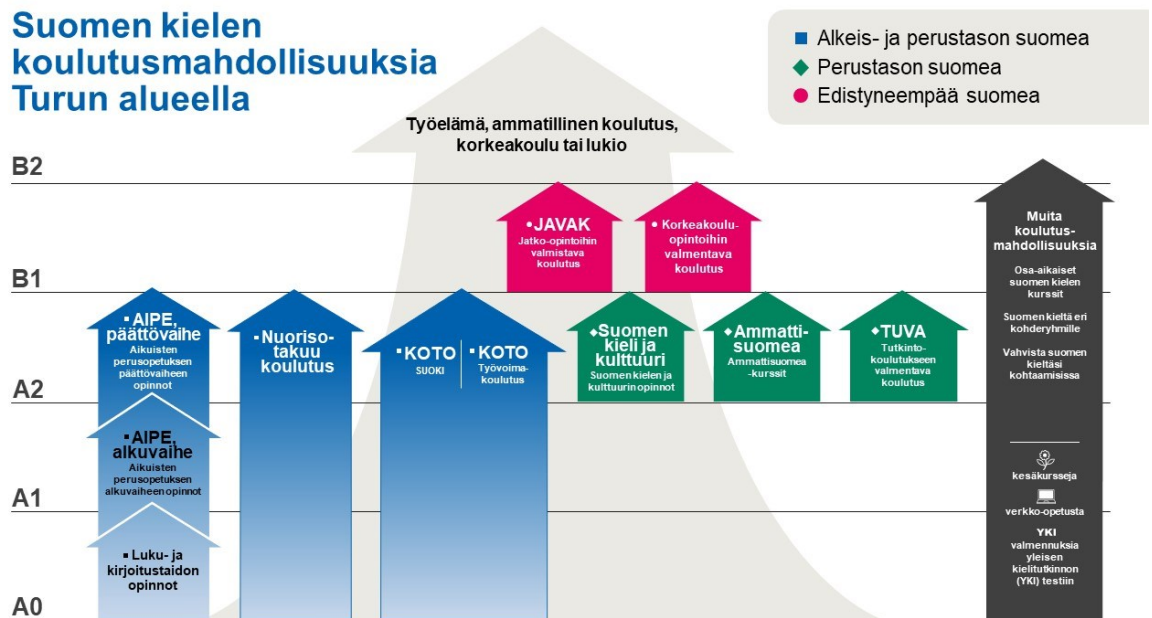 Suomen kielen
koulutusmahdollisuuksia
Turun alueella
Alkeis- ja perustason suomea
Perustason suomea
Edistyneempää suomea
Työelämä, ammatillinen koulutus,
korkeakoulu tai lukio
B2
B1
A2
A1
A0
JAVAK
Jatko-opintoihin
valmistava
koulutus
Korkeakoulu-
opintoihin
valmentava
koulutus
AIPE,
päättövaihe
Aikuisten
perusopetuksen
päättövaiheen
opinnot
AIPE,
alkuvaihe
Aikuisten
perusopetuksen
alkuvaiheen opinnot
Luku- ja
kirjoitustaidon
opinnot
Nuoriso-
takuu
koulutus
KOTO
SUOKI
KOTO
Työvoima-
koulutus
Suomen
kieli ja
kulttuuri
Suomen kielen ja
kulttuurin opinnot
Ammatti-
suomea
Ammattisuomea
-kurssit
TUVA
Tutkinto-
koulutukseen
valmentava
koulutus
Muita
koulutus-
mahdollisuuksia
Osa-aikaiset
suomen kielen
kurssit
Suomen kieltä eri
kohderyhmille
Vahvista suomen
kieltäsi
kohtaamisissa
kesäkursseja
verkko-opetusta
YKI
valmennuksia
yleisen
kielitutkinnon
(YKI) testiin